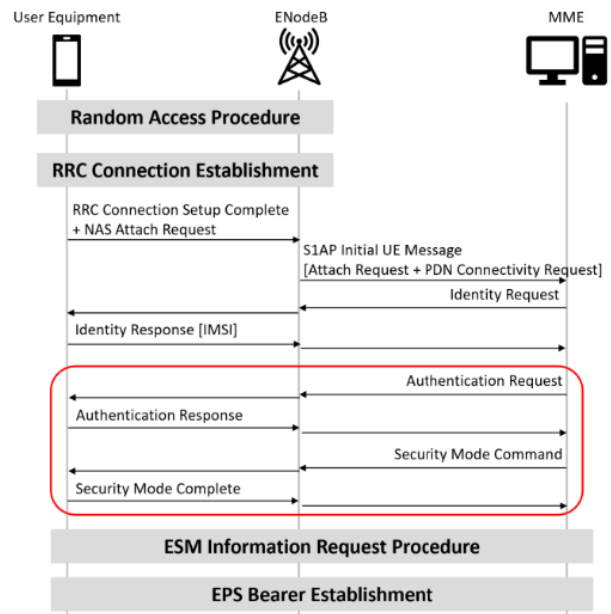 User Equipment
ENodeB
MME
Random Access Procedure
RRC Connection Establishment
RRC Connection Setup Complete
+ NAS Attach Request
S1AP Initial UE Message
[Attach Request + PDN Connectivity Request]
Identity Request
Identity Response [IMSI]
Authentication Request
Authentication Response
Security Mode Command
Security Mode Complete
ESM Information Request Procedure
EPS Bearer Establishment